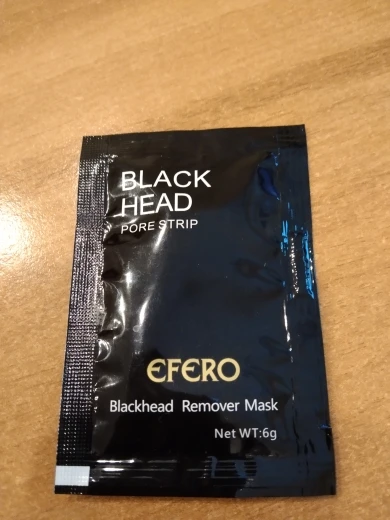 BLACK
HEAD
PORE STRIP
EFERO
Blackhead Remover Mask
Net WT:6g